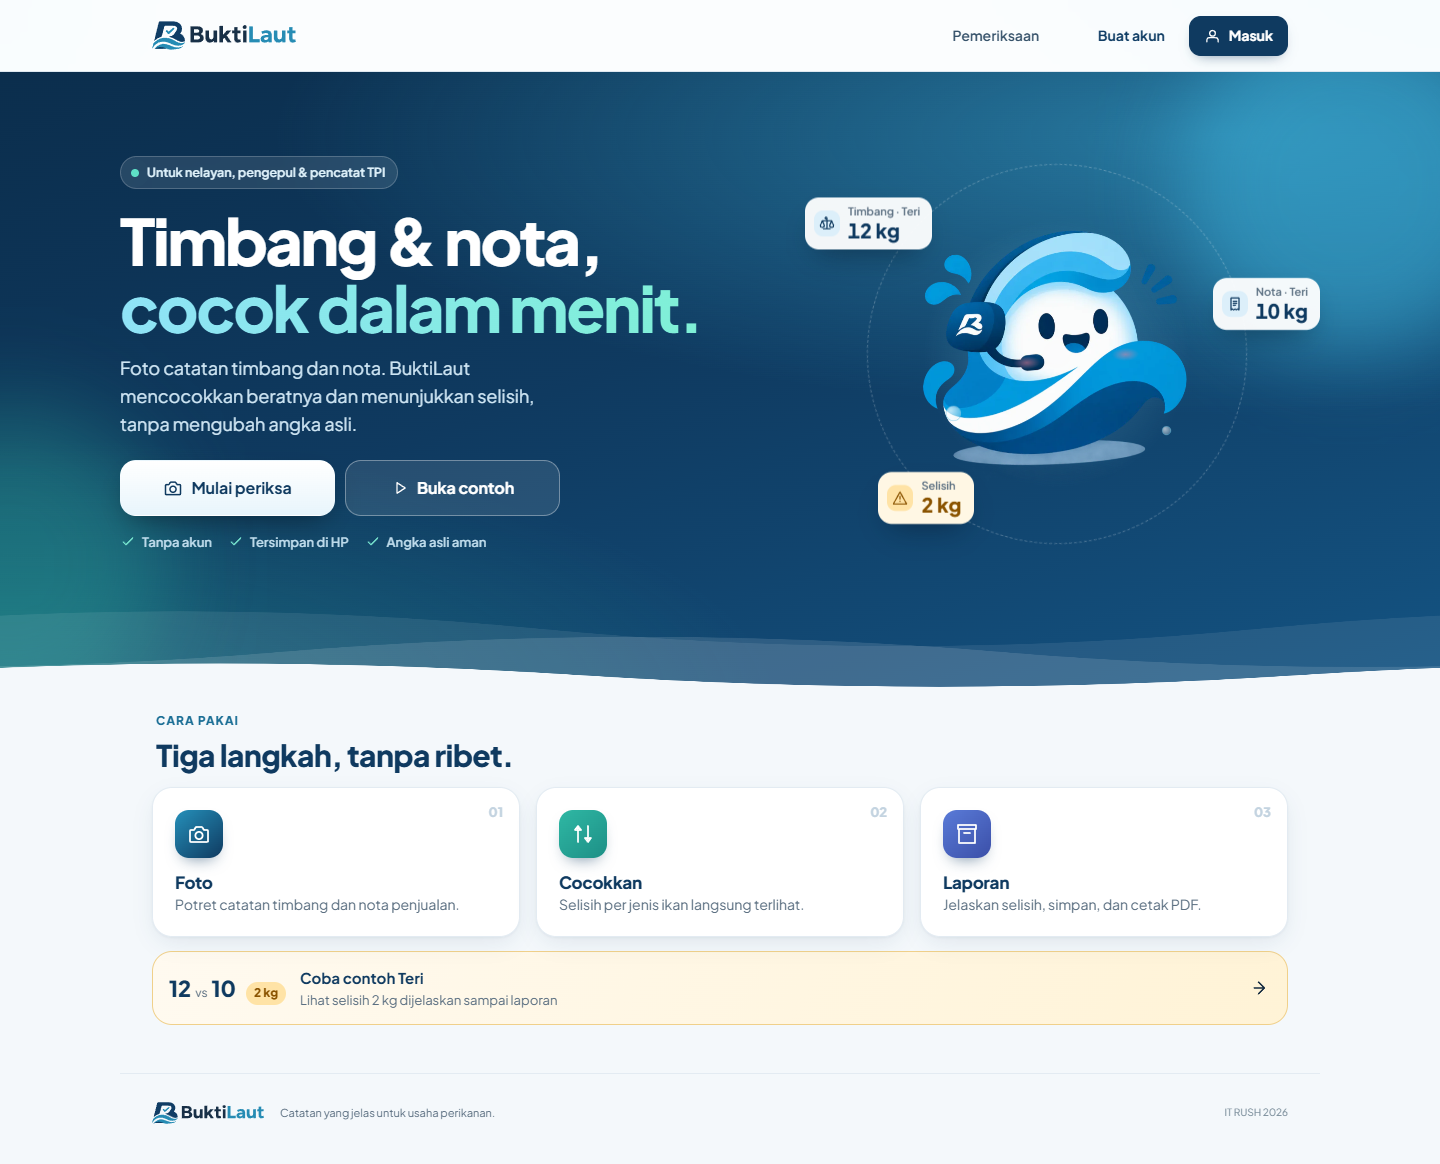 BuktiLaut
Pemeriksaan
Buat akun
Masuk
Untuk nelayan, pengepul & pencatat TPI
Timbang & nota,
cocok dalam menit.
Foto catatan timbang dan nota. BuktiLaut
mencocokkan beratnya dan menunjukkan selisih,
tanpa mengubah angka asli.
Mulai periksa
Buka contoh
Tanpa akun
Tersimpan di HP
Angka asli aman
Timbang · Teri
12 kg
Nota · Teri
10 kg
Selisih
2 kg
CARA PAKAI
Tiga langkah, tanpa ribet.
01
Foto
Potret catatan timbang dan nota penjualan.
02
Cocokkan
Selisih per jenis ikan langsung terlihat.
03
Laporan
Jelaskan selisih, simpan, dan cetak PDF.
12 vs 10 2 kg
Coba contoh Teri
Lihat selisih 2 kg dijelaskan sampai laporan
BuktiLaut
Catatan yang jelas untuk usaha perikanan.
IT RUSH 2026